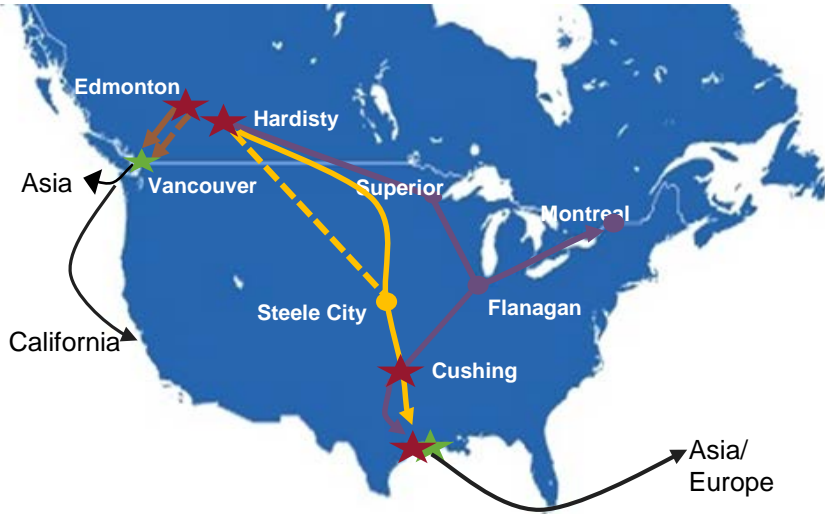 Edmonton
Hardisty
Asia
Vancouver
Superior
Montreal
Steele City
Flanagan
California
Cushing
Asia/
Europe